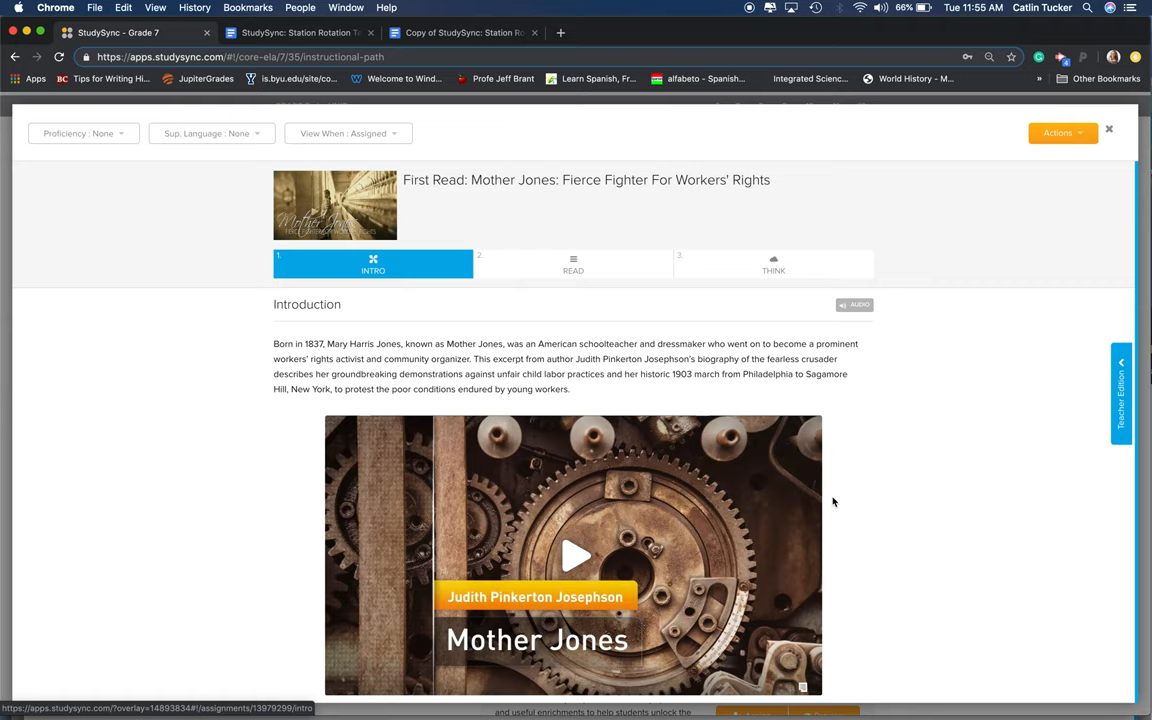 Chrome File Edit View History Bookmarks People Window Help 66% Tue 11:55 AM Catlin Tucker
StudySync - Grade 7 StudySync: Station Rotation Te Copy of StudySync: Station Ro
https://apps.studysync.com/#!/core-ela/7/35/instructional-path
Apps BC Tips for Writing Hi... JupiterGrades is.byu.edu/site/co... Welcome to Wind... Profe Jeff Brant Learn Spanish, Fr... alfabeto - Spanish... Integrated Scienc... World History - M... » Other Bookmarks
Proficiency : None Sup. Language : None View When : Assigned Actions
First Read: Mother Jones: Fierce Fighter For Workers' Rights
Mother Jones
FIERCE FIGHTER FOR WORKERS' RIGHTS
1. 2. 3.
INTRO READ THINK
Introduction AUDIO
Born in 1837, Mary Harris Jones, known as Mother Jones, was an American schoolteacher and dressmaker who went on to become a prominent
workers' rights activist and community organizer. This excerpt from author Judith Pinkerton Josephson's biography of the fearless crusader
describes her groundbreaking demonstrations against unfair child labor practices and her historic 1903 march from Philadelphia to Sagamore
Hill, New York, to protest the poor conditions endured by young workers.
Teacher Edition
Judith Pinkerton Josephson
Mother Jones
https://apps.studysync.com/?overlay=14893834#!/assignments/13979299/intro
and useful enrichments to help students unlock the